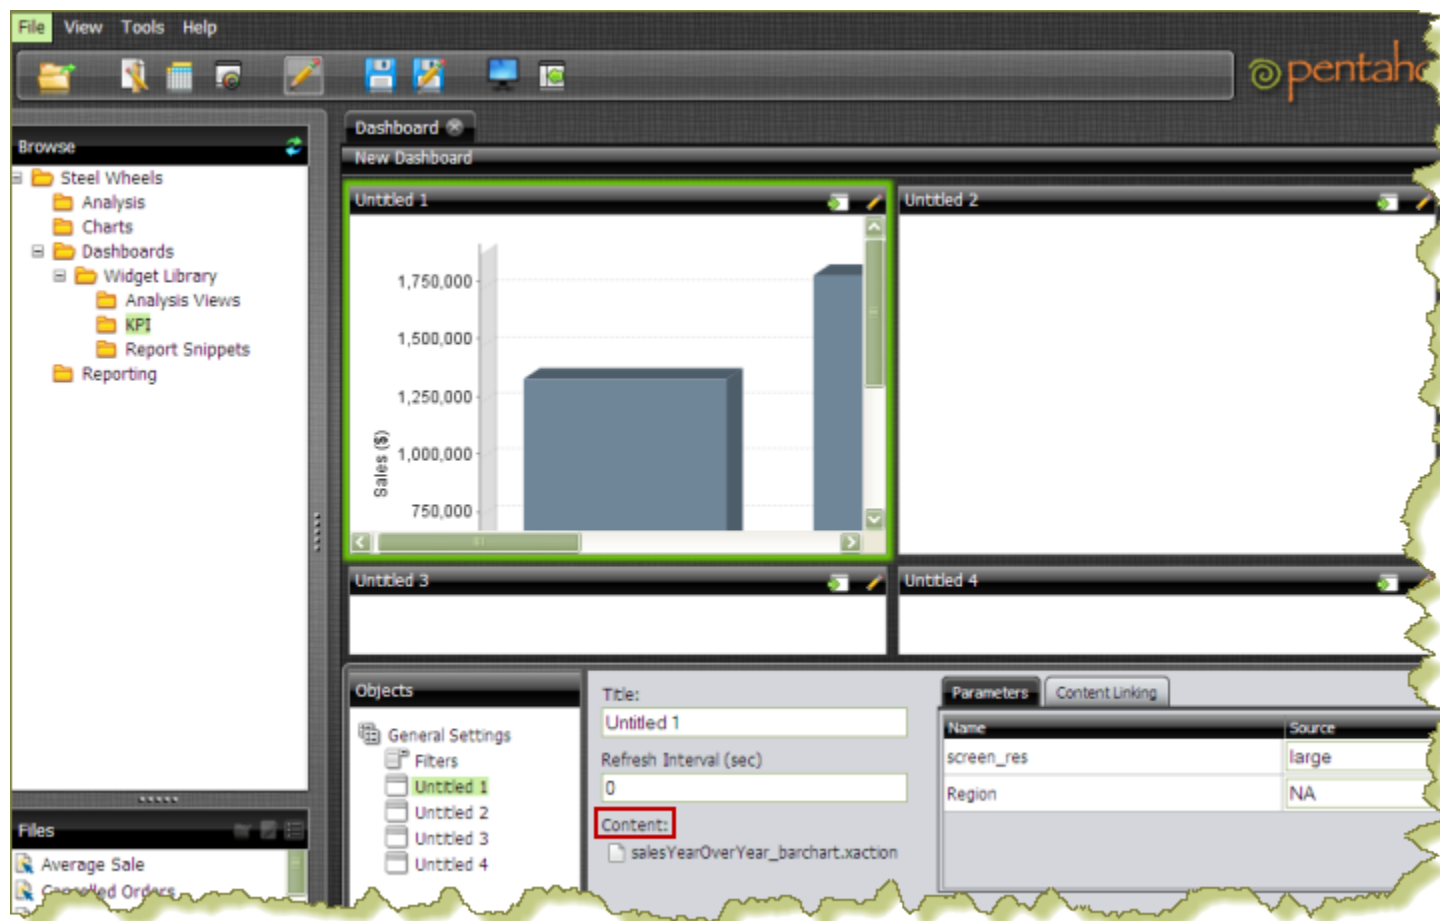 File View Tools Help
pentaho
Browse
Steel Wheels
Analysis
Charts
Dashboards
Widget Library
Analysis Views
KPI
Report Snippets
Reporting
Files
Average Sale
Cancelled Orders
Dashboard
New Dashboard
Untitled 1
1,750,000
1,500,000
1,250,000
1,000,000
750,000
Sales ($)
Untitled 2
Untitled 3
Untitled 4
Objects
General Settings
Filters
Untitled 1
Untitled 2
Untitled 3
Untitled 4
Title:
Untitled 1
Refresh Interval (sec)
0
Content:
salesYearOverYear_barchart.xaction
Parameters Content Linking
Name Source
screen_res large
Region NA